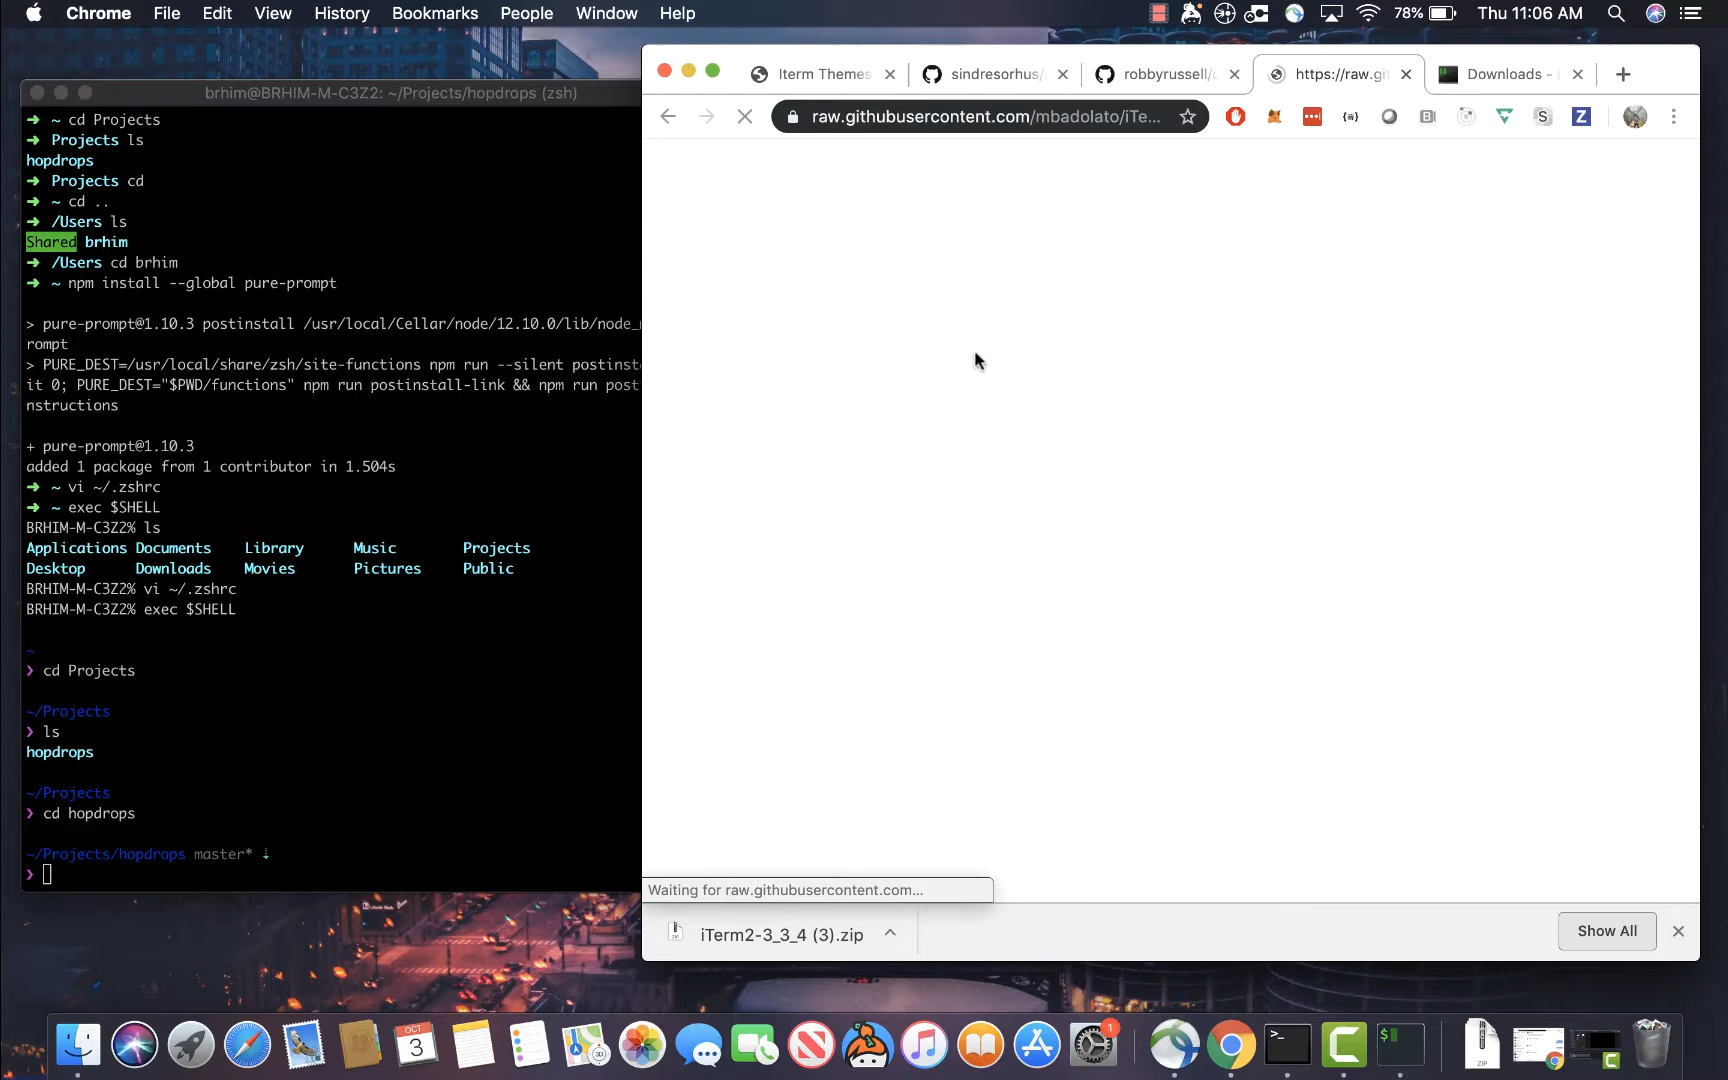 Chrome File Edit View History Bookmarks People Window Help
78% Thu 11:06 AM
brhim@BRHIM-M-C3Z2: ~/Projects/hopdrops (zsh)
➜ ~ cd Projects
➜ Projects ls
hopdrops
➜ Projects cd
➜ ~ cd ..
➜ /Users ls
Shared brhim
➜ /Users cd brhim
➜ ~ npm install --global pure-prompt
> pure-prompt@1.10.3 postinstall /usr/local/Cellar/node/12.10.0/lib/node_
rompt
> PURE_DEST=/usr/local/share/zsh/site-functions npm run --silent postinst
it 0; PURE_DEST="$PWD/functions" npm run postinstall-link && npm run post
nstructions
+ pure-prompt@1.10.3
added 1 package from 1 contributor in 1.504s
➜ ~ vi ~/.zshrc
➜ ~ exec $SHELL
BRHIM-M-C3Z2% ls
Applications Documents Library Music Projects
Desktop Downloads Movies Pictures Public
BRHIM-M-C3Z2% vi ~/.zshrc
BRHIM-M-C3Z2% exec $SHELL
~
❯ cd Projects
~/Projects
❯ ls
hopdrops
~/Projects
❯ cd hopdrops
~/Projects/hopdrops master* ⇣
❯
Iterm Themes sindresorhus/ robbyrussell/ https://raw.git Downloads -
raw.githubusercontent.com/mbadolato/iTe...
Waiting for raw.githubusercontent.com...
iTerm2-3_3_4 (3).zip
Show All
OCT
3
1
ZIP